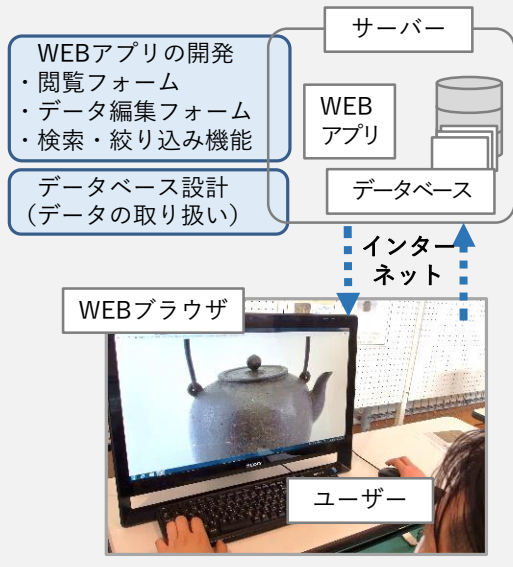 サーバー
WEBアプリの開発
・閲覧フォーム
・データ編集フォーム
・検索・絞り込み機能
WEB
アプリ
データベース設計
(データの取り扱い)
データベース
インター
ネット
WEBブラウザ
SONY
ユーザー